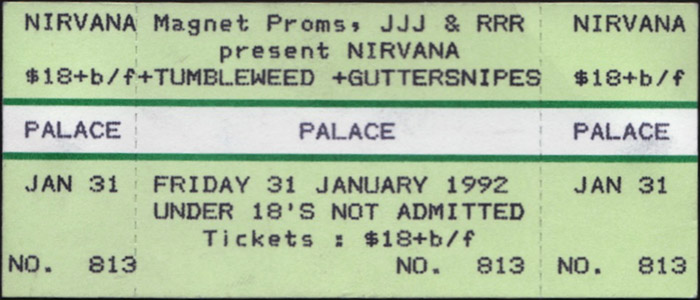 NIRVANA Magnet Proms, JJJ & RRR NIRVANA
present NIRVANA
$18+b/f +TUMBLEWEED +GUTTERSNIPES $18+b/f
PALACE PALACE PALACE
JAN 31 FRIDAY 31 JANUARY 1992 JAN 31
UNDER 18'S NOT ADMITTED
Tickets : $18+b/f
NO. 813 NO. 813 NO. 813